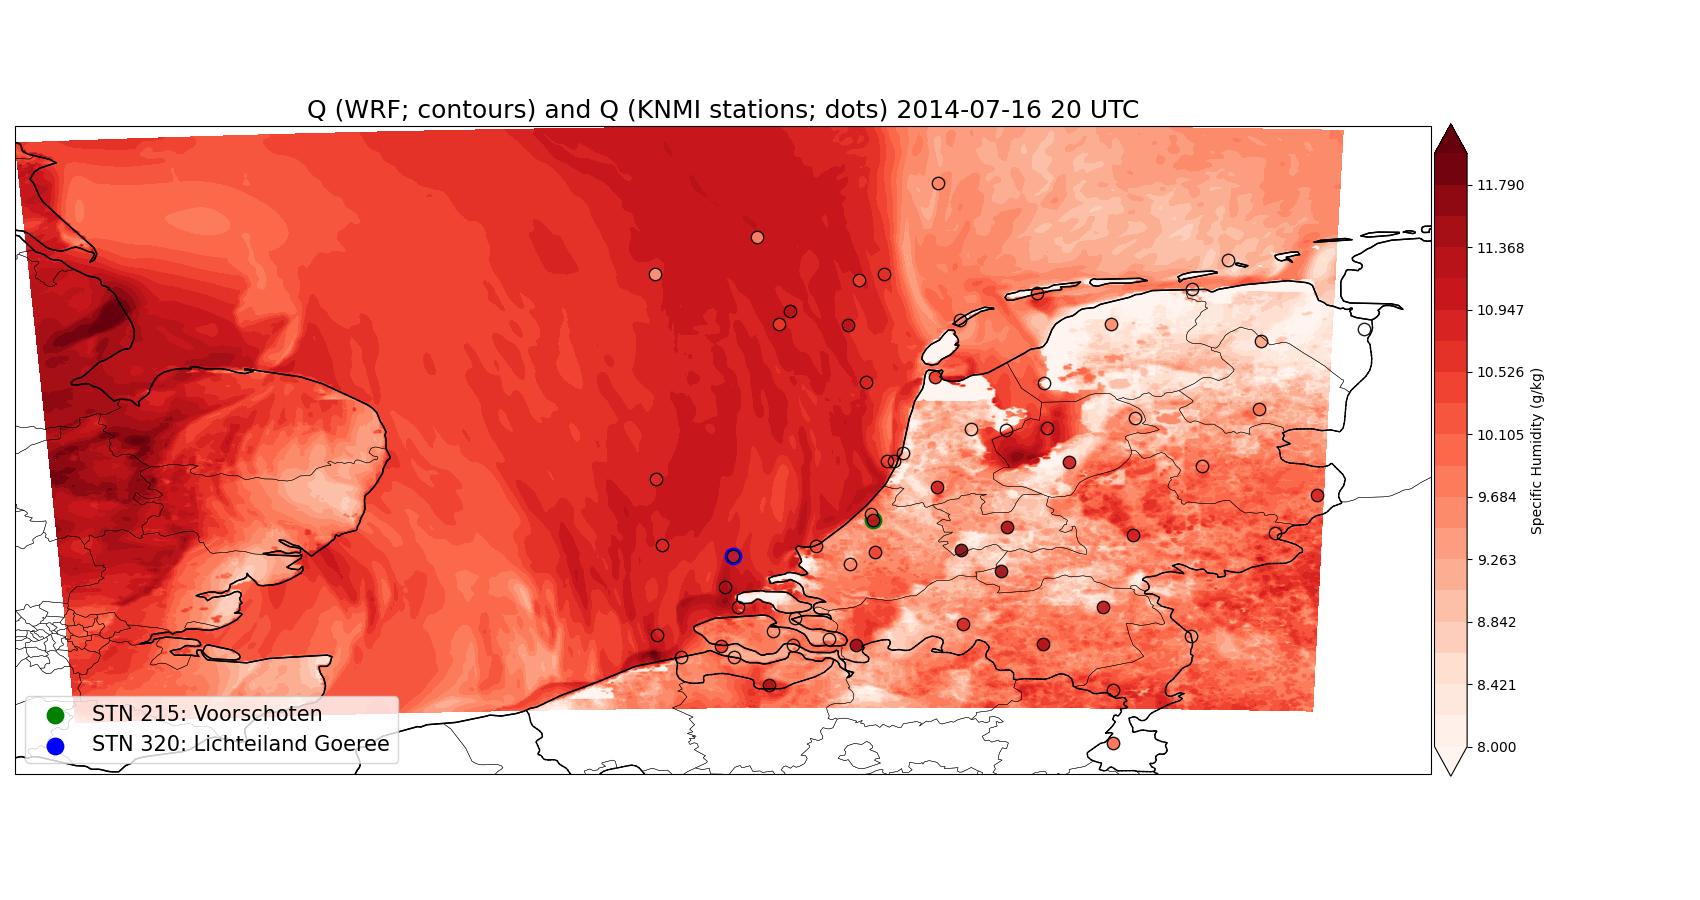 Q (WRF; contours) and Q (KNMI stations; dots) 2014-07-16 20 UTC
11.790
11.368
10.947
10.526
10.105
9.684
9.263
8.842
8.421
8.000
Specific Humidity (g/kg)
STN 215: Voorschoten
STN 320: Lichteiland Goeree